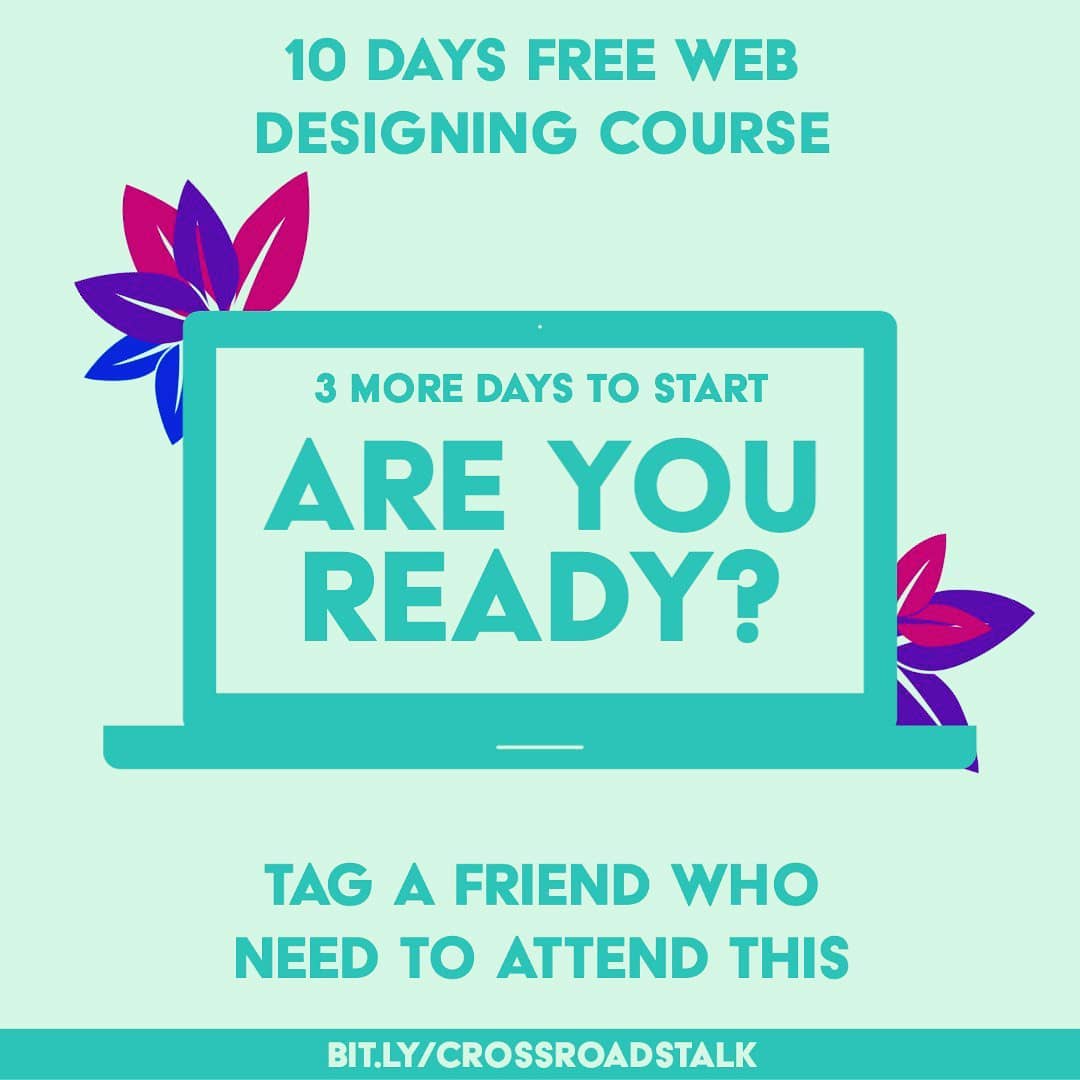 10 DAYS FREE WEB
DESIGNING COURSE
3 MORE DAYS TO START
ARE YOU
READY?
TAG A FRIEND WHO
NEED TO ATTEND THIS
BIT.LY/CROSSROADSTALK